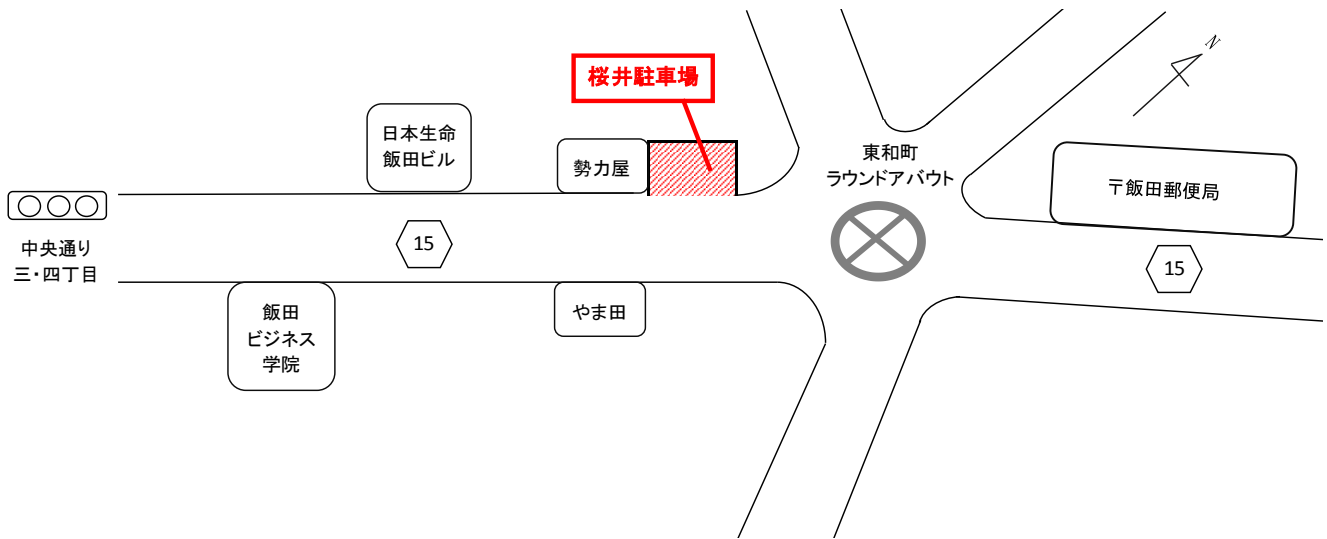 桜井駐車場
N
日本生命
飯田ビル
勢力屋
東和町
ラウンドアバウト
〒飯田郵便局
中央通り
三・四丁目
15
15
飯田
ビジネス
学院
やま田